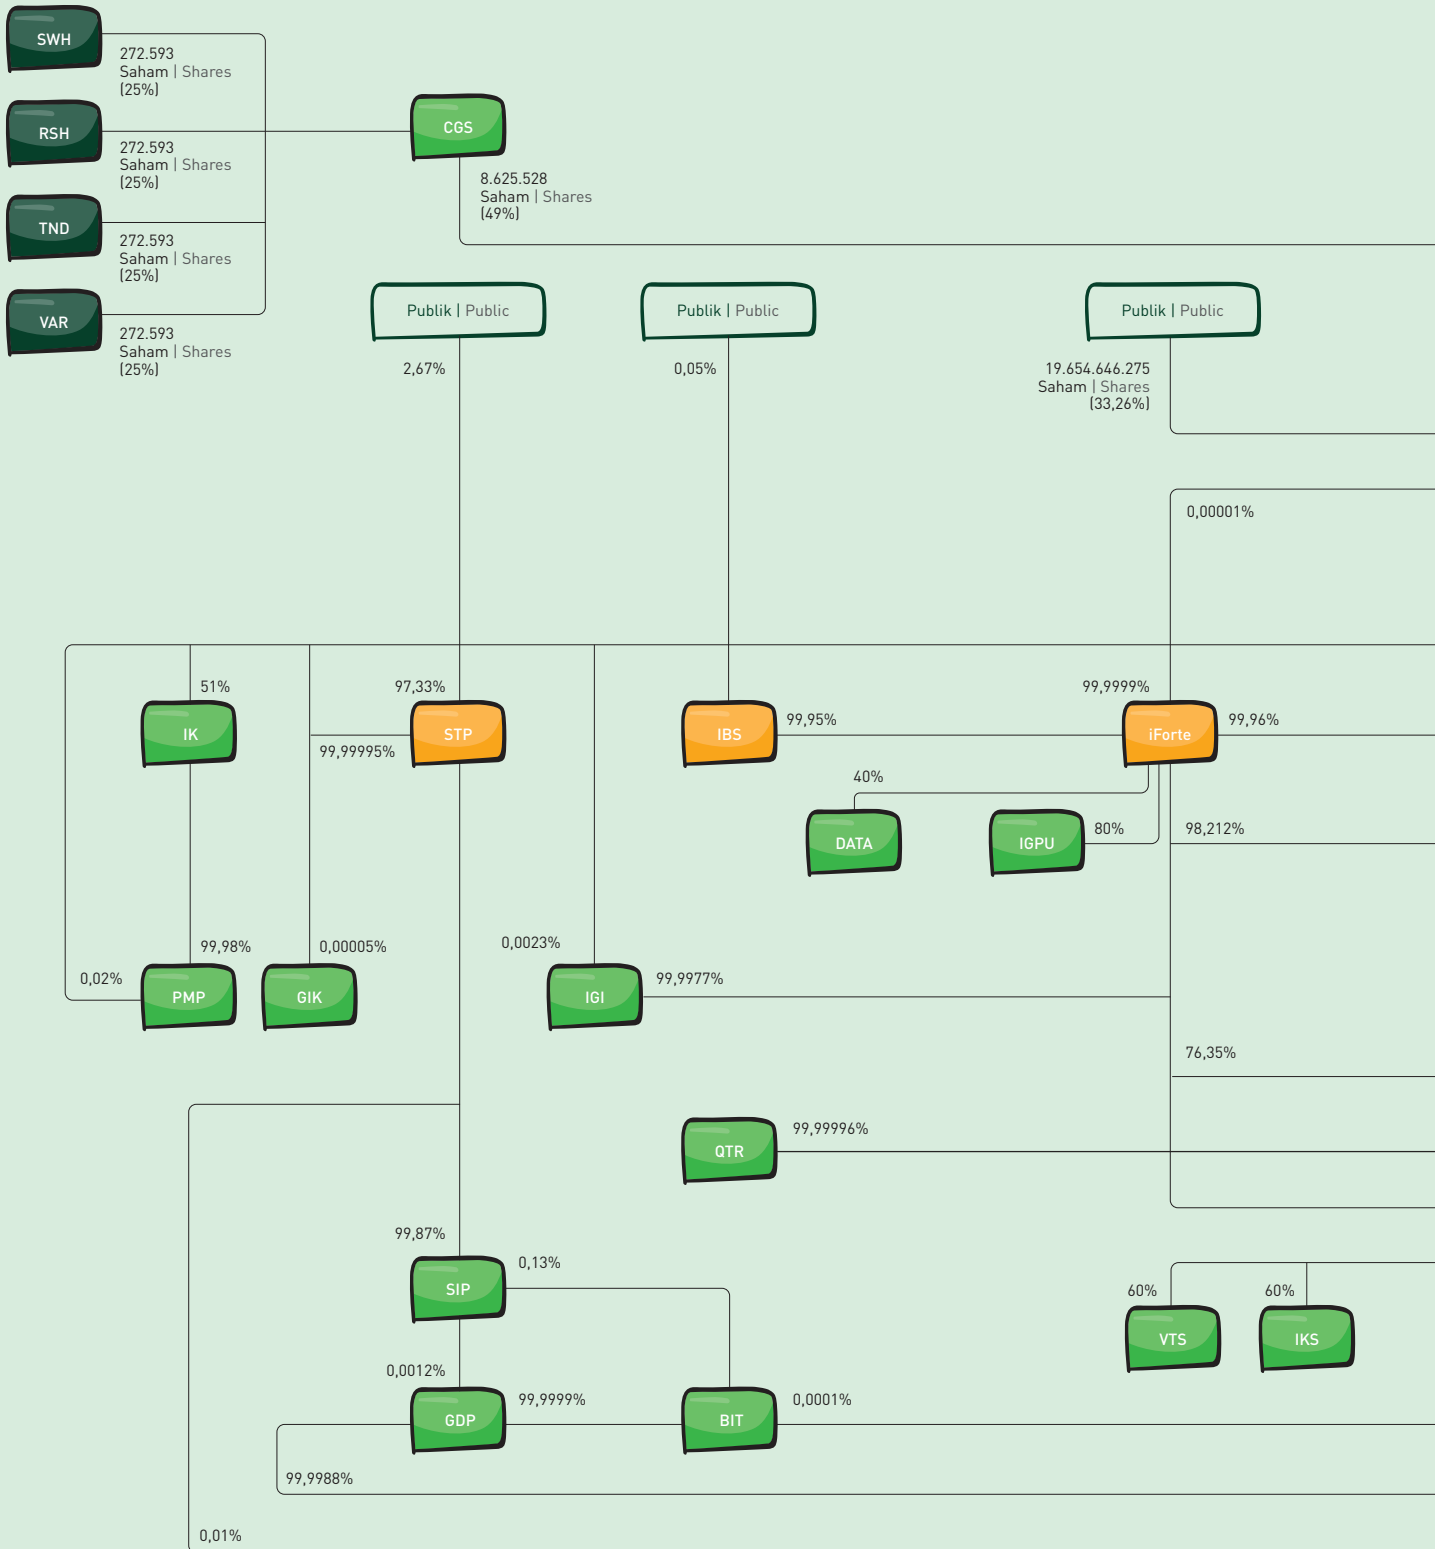 SWH
272.593
Saham | Shares
(25%)
RSH
272.593
Saham | Shares
(25%)
TND
272.593
Saham | Shares
(25%)
VAR
272.593
Saham | Shares
(25%)
CGS
8.625.528
Saham | Shares
(49%)
Publik | Public
2,67%
Publik | Public
0,05%
Publik | Public
19.654.646.275
Saham | Shares
(33,26%)
0,00001%
51%
IK
97,33%
STP
99,99995%
IBS
99,95%
99,9999%
iForte
99,96%
40%
DATA
IGPU
80%
98,212%
0,02%
99,98%
PMP
0,00005%
GIK
0,0023%
IGI
99,9977%
76,35%
QTR
99,99996%
99,87%
SIP
0,13%
60%
VTS
60%
IKS
0,0012%
GDP
99,9999%
BIT
0,0001%
99,9988%
0,01%